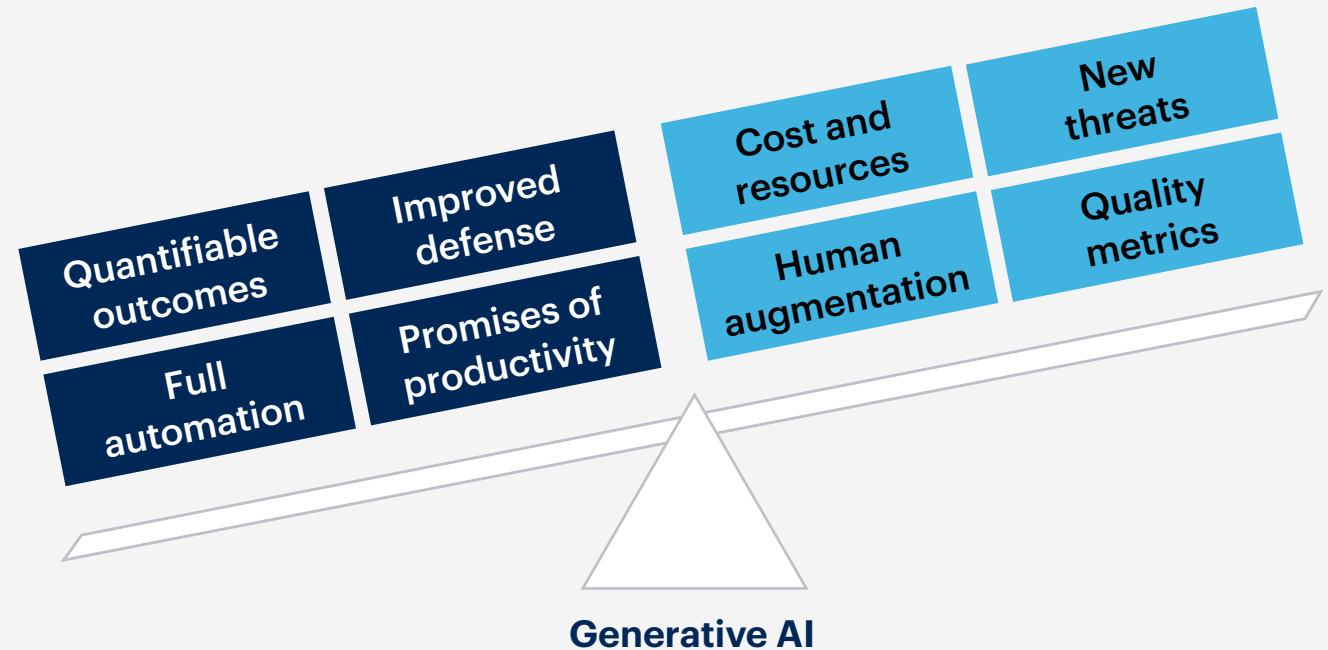 Quantifiable
outcomes
Improved
defense
Full
automation
Promises of
productivity
Cost and
resources
New
threats
Human
augmentation
Quality
metrics
Generative AI